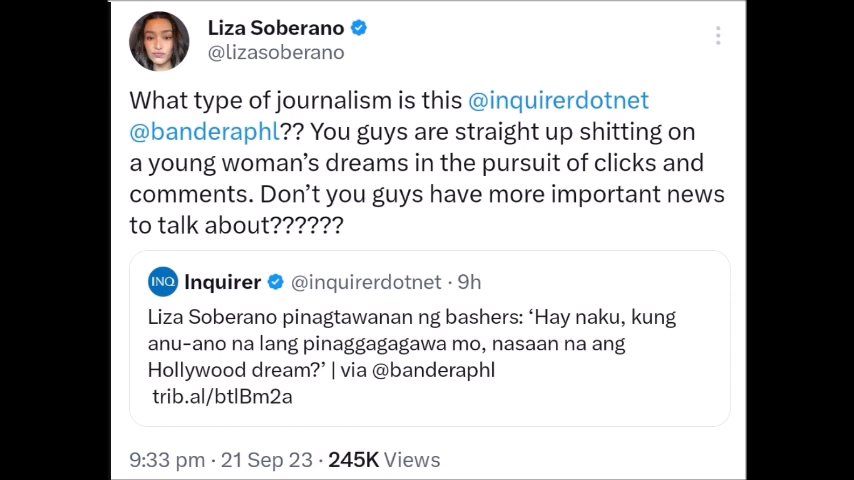 Liza Soberano
@lizasoberano
What type of journalism is this @inquirerdotnet
@banderaphl?? You guys are straight up shitting on
a young woman’s dreams in the pursuit of clicks and
comments. Don’t you guys have more important news
to talk about??????
INQ Inquirer @inquirerdotnet · 9h
Liza Soberano pinagtawanan ng bashers: ‘Hay naku, kung
anu-ano na lang pinaggagagawa mo, nasaan na ang
Hollywood dream?’ | via @banderaphl
trib.al/btlBm2a
9:33 pm · 21 Sep 23 · 245K Views